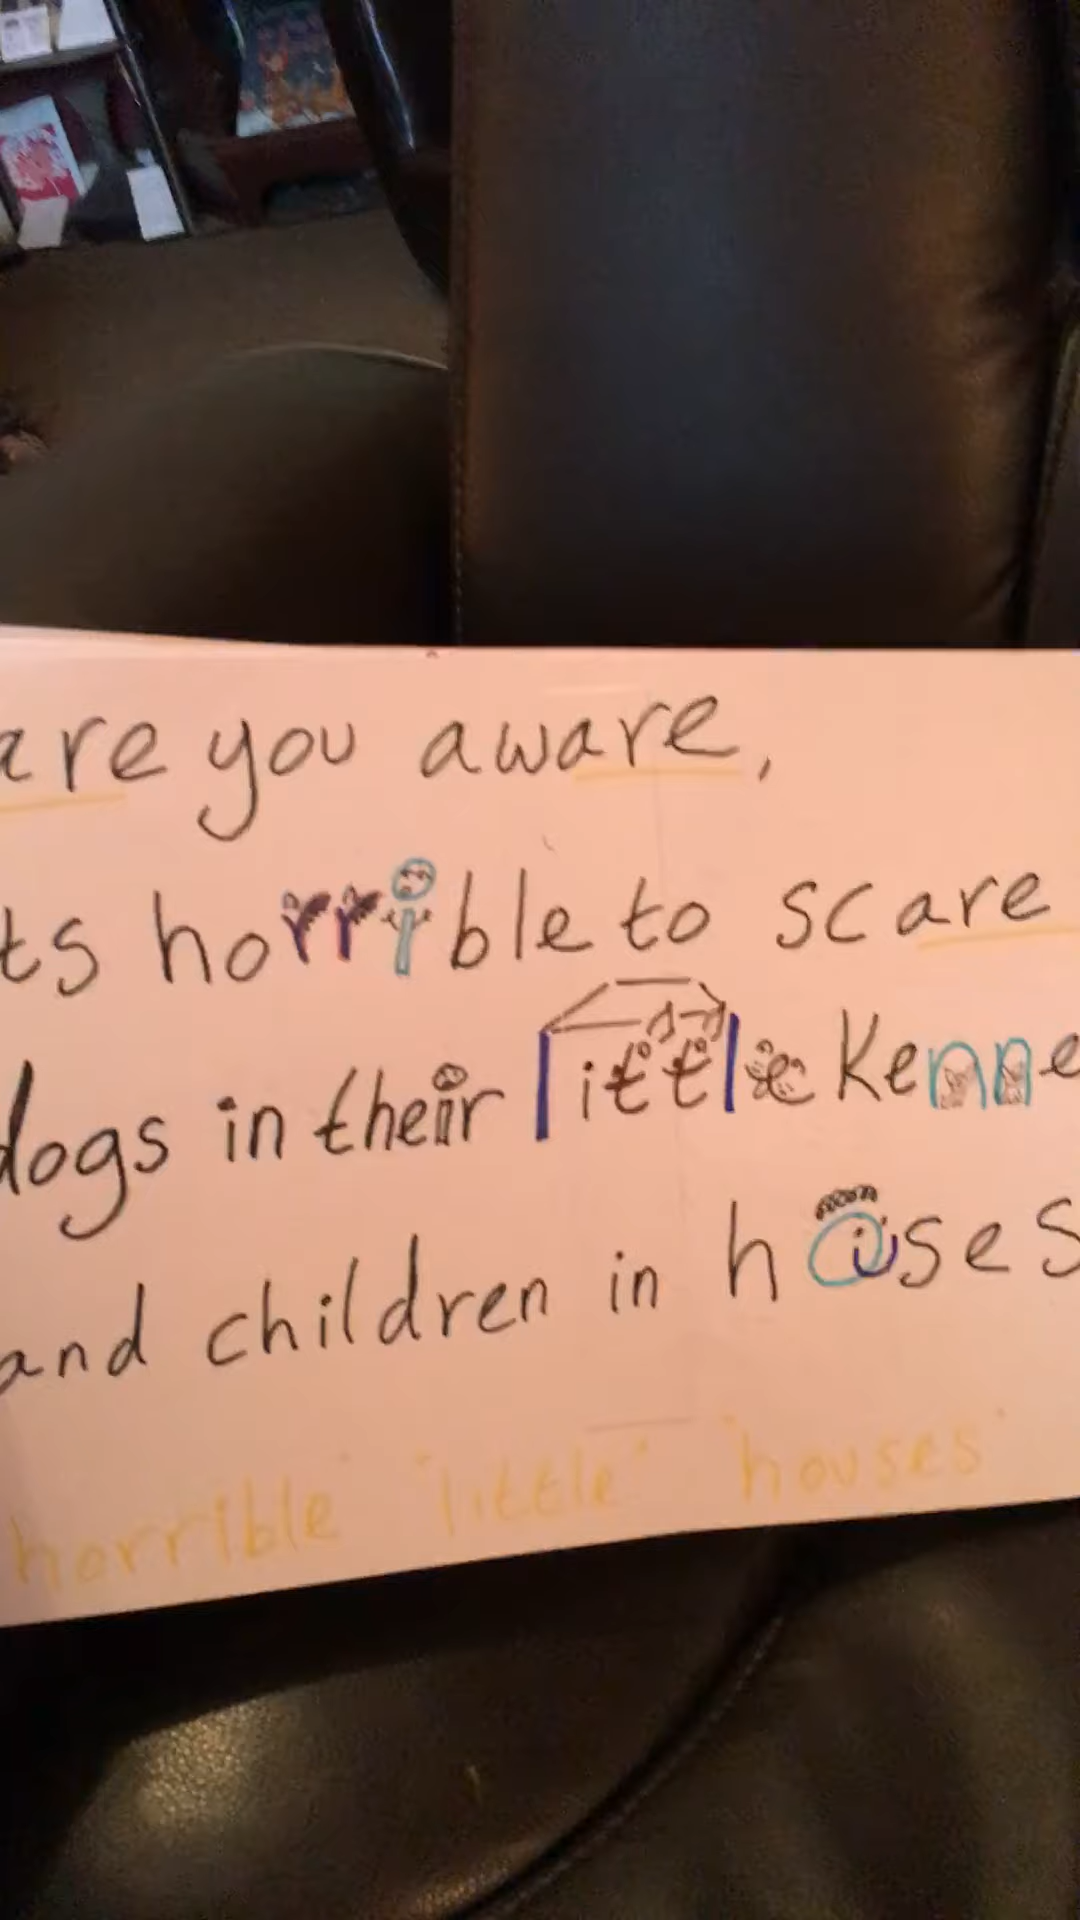 are you aware,
ts horrible to scare
dogs in their little Kenne
and children in houses
horrible" "little" "houses"